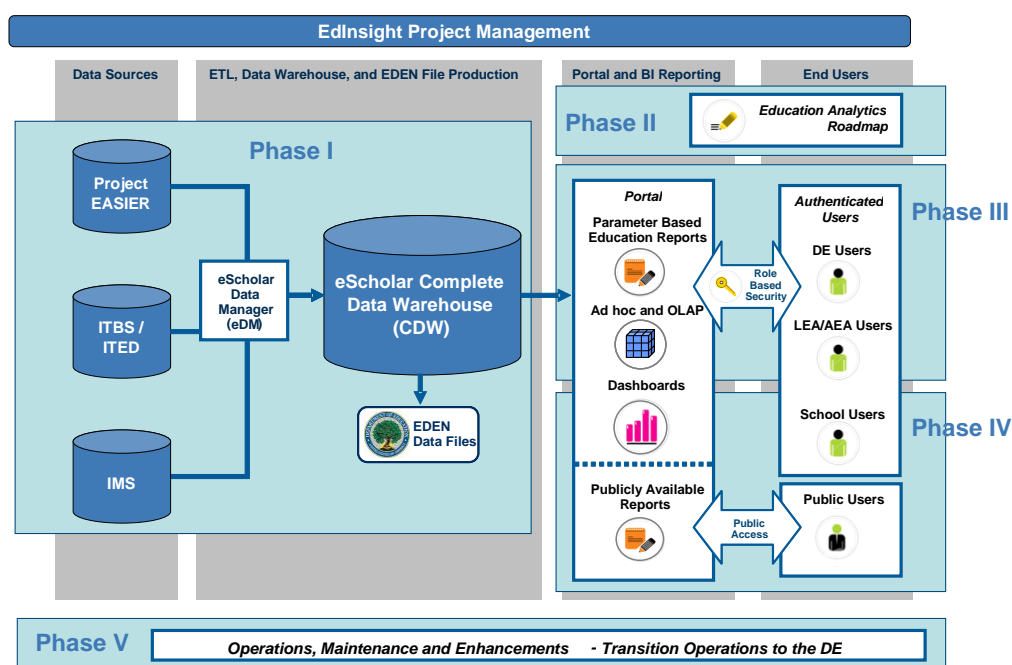 EdInsight Project Management
Data Sources
ETL, Data Warehouse, and EDEN File Production
Portal and BI Reporting
End Users
Phase I
Project
EASIER
ITBS /
ITED
IMS
eScholar
Data
Manager
(eDM)
eScholar Complete
Data Warehouse
(CDW)
EDEN
Data Files
Phase II
Education Analytics
Roadmap
Phase III
Portal
Parameter Based
Education Reports
Ad hoc and OLAP
Dashboards
Role
Based
Security
Authenticated
Users
DE Users
LEA/AEA Users
School Users
Phase IV
Publicly Available
Reports
Public
Access
Public Users
Phase V
Operations, Maintenance and Enhancements - Transition Operations to the DE